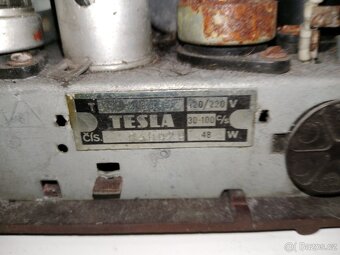 T 120/220 V
TESLA 30-100 C/s
Čís. 48 W
bazos.cz